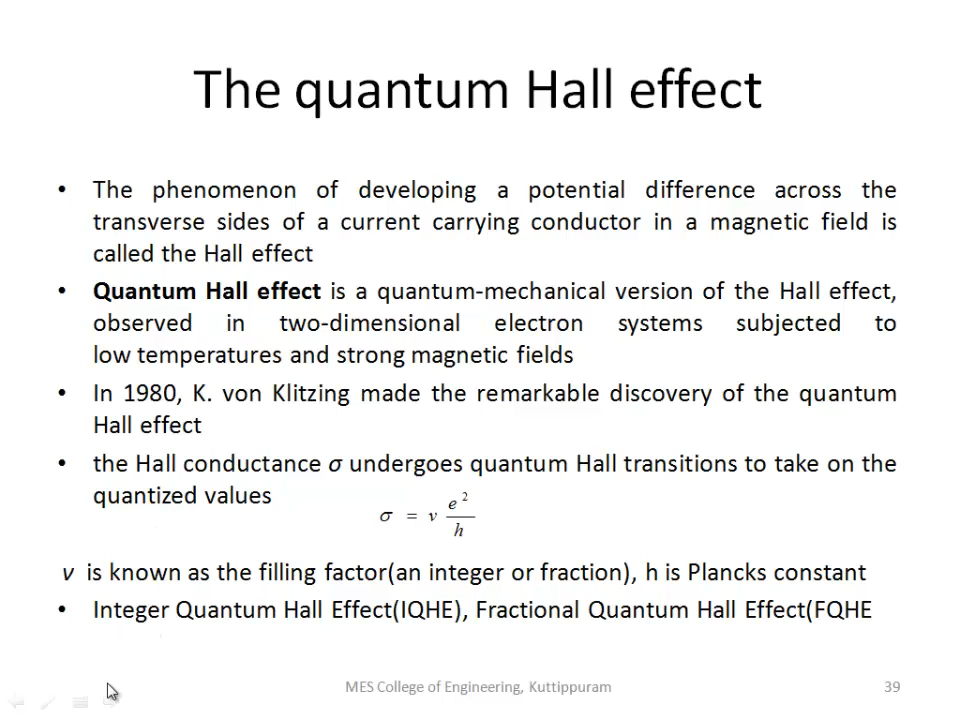 The quantum Hall effect
• The phenomenon of developing a potential difference across the
transverse sides of a current carrying conductor in a magnetic field is
called the Hall effect
• Quantum Hall effect is a quantum-mechanical version of the Hall effect,
observed in two-dimensional electron systems subjected to
low temperatures and strong magnetic fields
• In 1980, K. von Klitzing made the remarkable discovery of the quantum
Hall effect
• the Hall conductance σ undergoes quantum Hall transitions to take on the
quantized values
σ = ν e² / h
ν is known as the filling factor(an integer or fraction), h is Plancks constant
• Integer Quantum Hall Effect(IQHE), Fractional Quantum Hall Effect(FQHE
MES College of Engineering, Kuttippuram 39